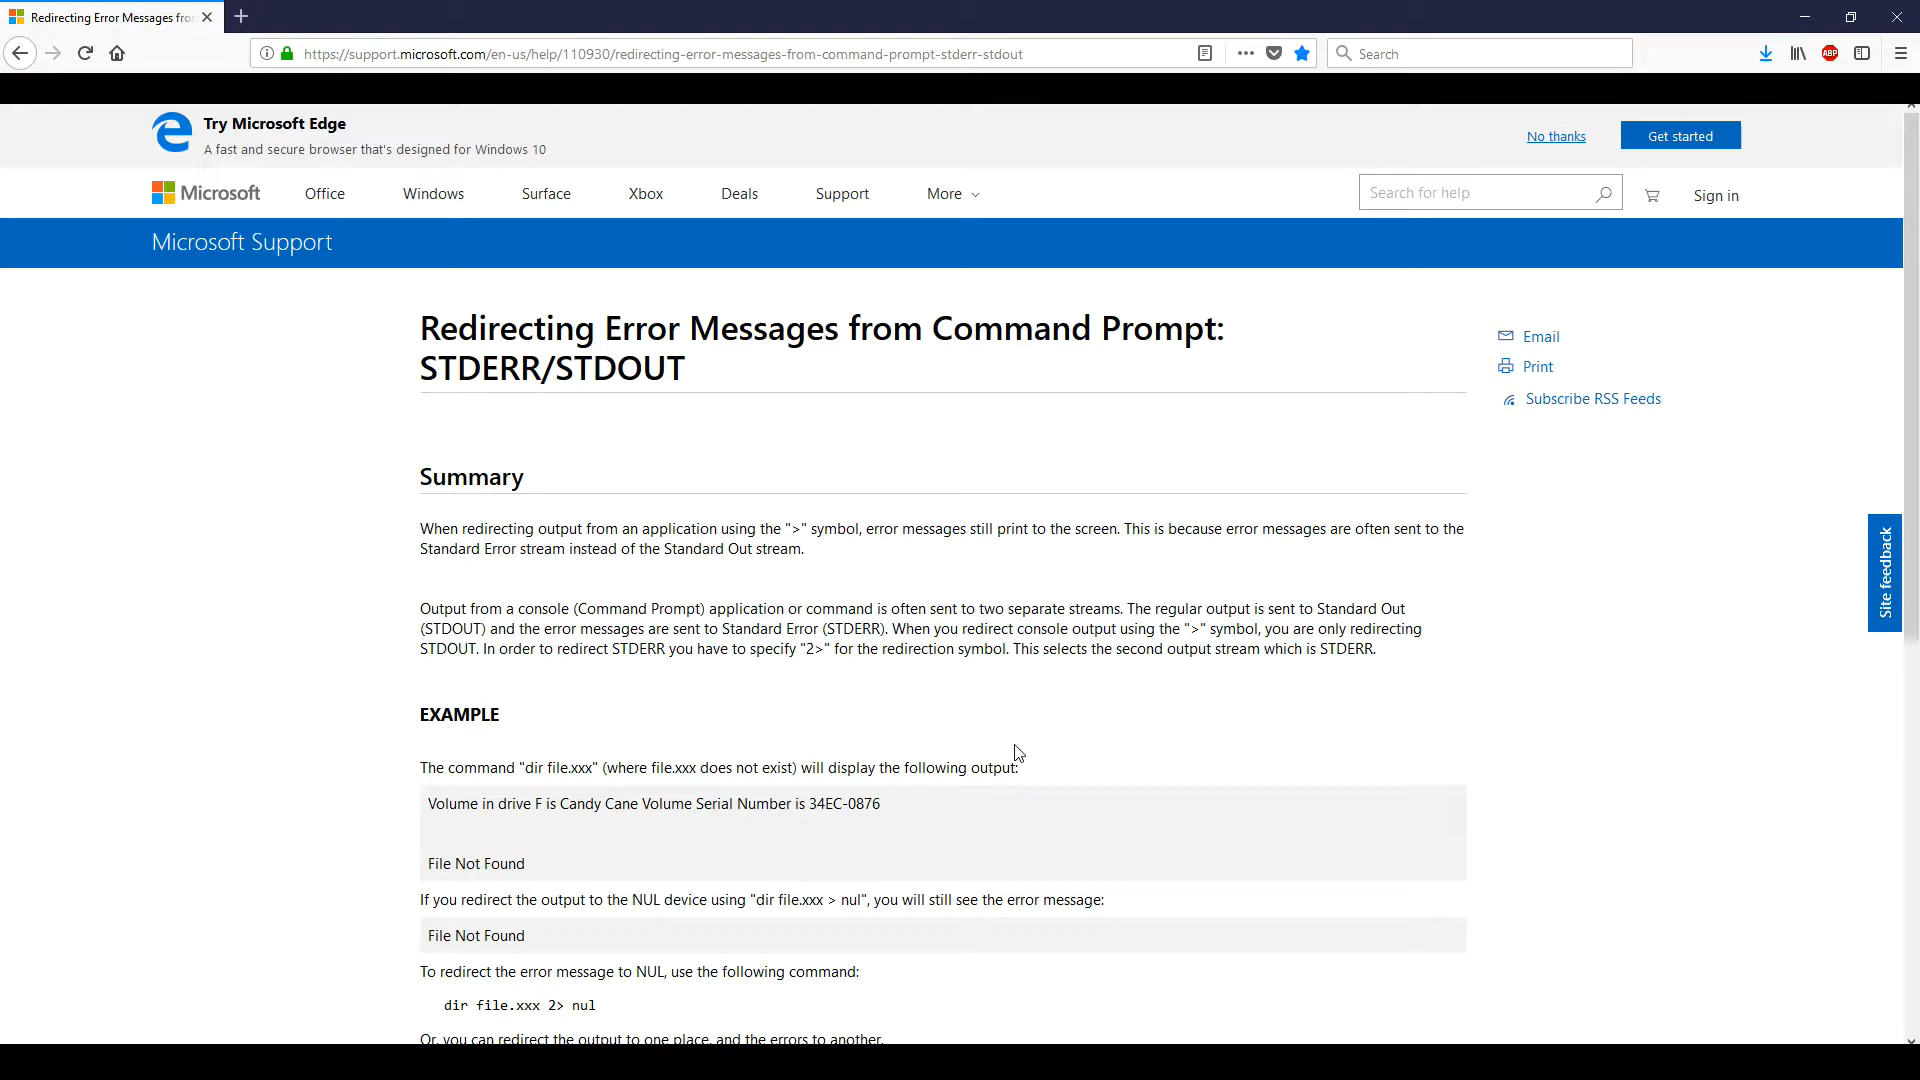 Redirecting Error Messages fro
https://support.microsoft.com/en-us/help/110930/redirecting-error-messages-from-command-prompt-stderr-stdout
Search
ABP
Try Microsoft Edge
A fast and secure browser that's designed for Windows 10
No thanks
Get started
Microsoft
Office
Windows
Surface
Xbox
Deals
Support
More
Search for help
Sign in
Microsoft Support
Redirecting Error Messages from Command Prompt:
STDERR/STDOUT
Email
Print
Subscribe RSS Feeds
Summary
When redirecting output from an application using the ">" symbol, error messages still print to the screen. This is because error messages are often sent to the
Standard Error stream instead of the Standard Out stream.
Site feedback
Output from a console (Command Prompt) application or command is often sent to two separate streams. The regular output is sent to Standard Out
(STDOUT) and the error messages are sent to Standard Error (STDERR). When you redirect console output using the ">" symbol, you are only redirecting
STDOUT. In order to redirect STDERR you have to specify "2>" for the redirection symbol. This selects the second output stream which is STDERR.
EXAMPLE
The command "dir file.xxx" (where file.xxx does not exist) will display the following output:
Volume in drive F is Candy Cane Volume Serial Number is 34EC-0876
File Not Found
If you redirect the output to the NUL device using "dir file.xxx > nul", you will still see the error message:
File Not Found
To redirect the error message to NUL, use the following command:
dir file.xxx 2> nul
Or, you can redirect the output to one place, and the errors to another.